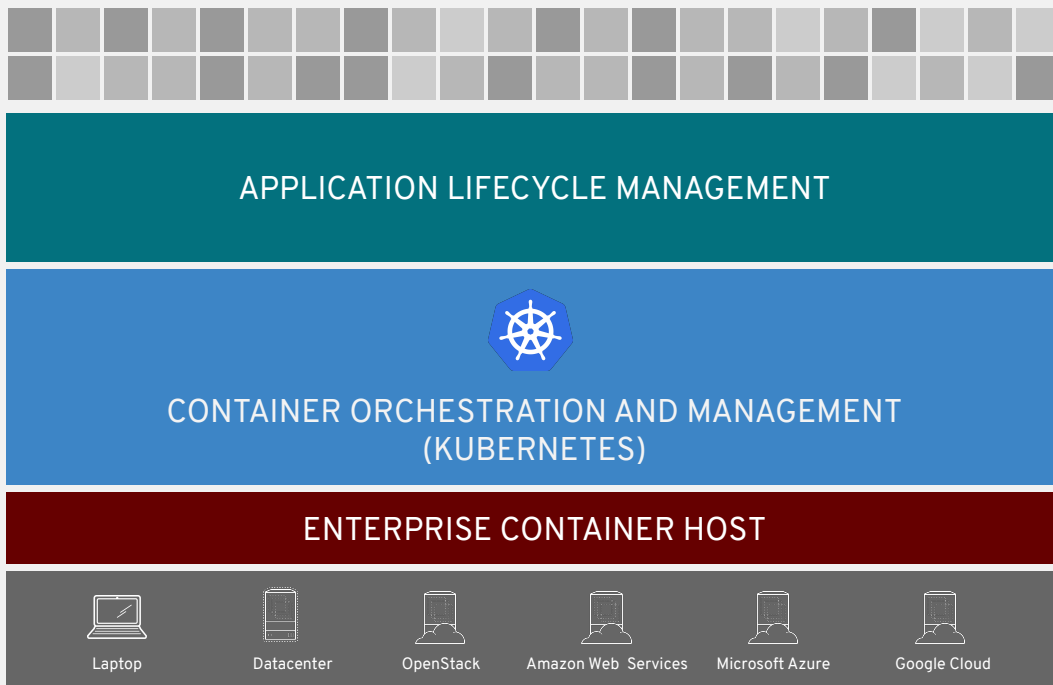 APPLICATION LIFECYCLE MANAGEMENT
CONTAINER ORCHESTRATION AND MANAGEMENT
(KUBERNETES)
ENTERPRISE CONTAINER HOST
Laptop
Datacenter
OpenStack
Amazon Web Services
Microsoft Azure
Google Cloud